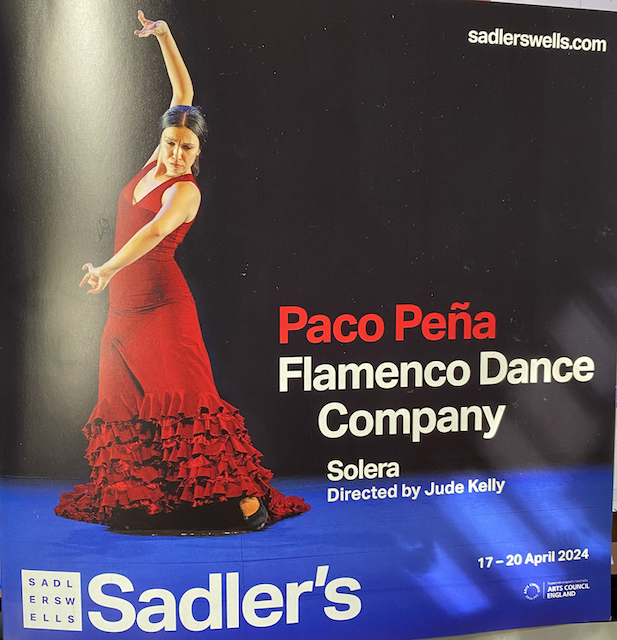 sadlerswells.com
Paco Peña
Flamenco Dance
Company
Solera
Directed by Jude Kelly
17 – 20 April 2024
SADL
ERSW
ELLS
Sadler's
ARTS COUNCIL
ENGLAND